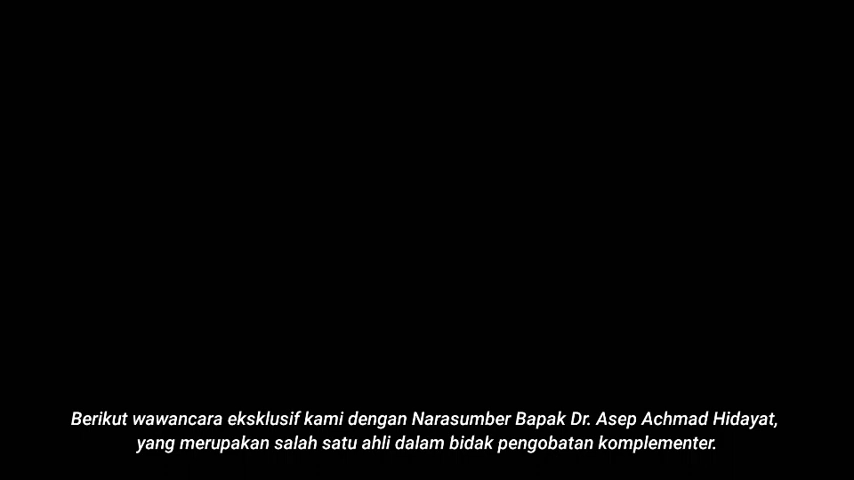 Berikut wawancara eksklusif kami dengan Narasumber Bapak Dr. Asep Achmad Hidayat,
yang merupakan salah satu ahli dalam bidak pengobatan komplementer.